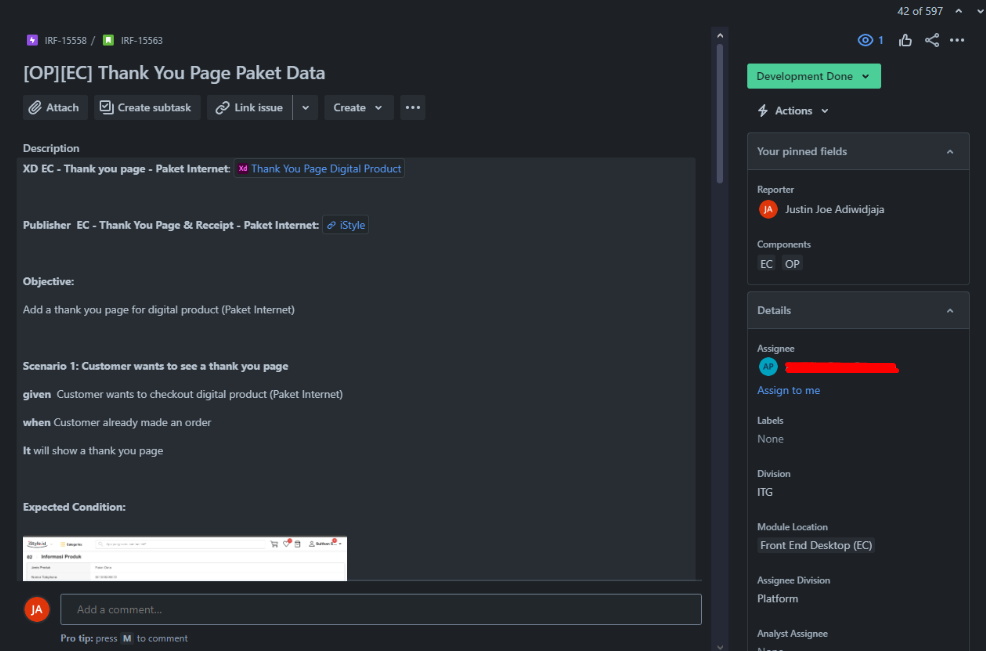 42 of 597
IRF-15558 / IRF-15563
1
[OP][EC] Thank You Page Paket Data
Attach
Create subtask
Link issue
Create
Development Done
Actions
Description
XD EC - Thank you page - Paket Internet: Xd Thank You Page Digital Product
Publisher EC - Thank You Page & Receipt - Paket Internet: iStyle
Objective:
Add a thank you page for digital product (Paket Internet)
Scenario 1: Customer wants to see a thank you page
given Customer wants to checkout digital product (Paket Internet)
when Customer already made an order
It will show a thank you page
Expected Condition:
Informasi Produk
JA
Add a comment...
Pro tip: press M to comment
Your pinned fields
Reporter
JA Justin Joe Adiwidjaja
Components
EC OP
Details
Assignee
AP
Assign to me
Labels
None
Division
ITG
Module Location
Front End Desktop (EC)
Assignee Division
Platform
Analyst Assignee
None